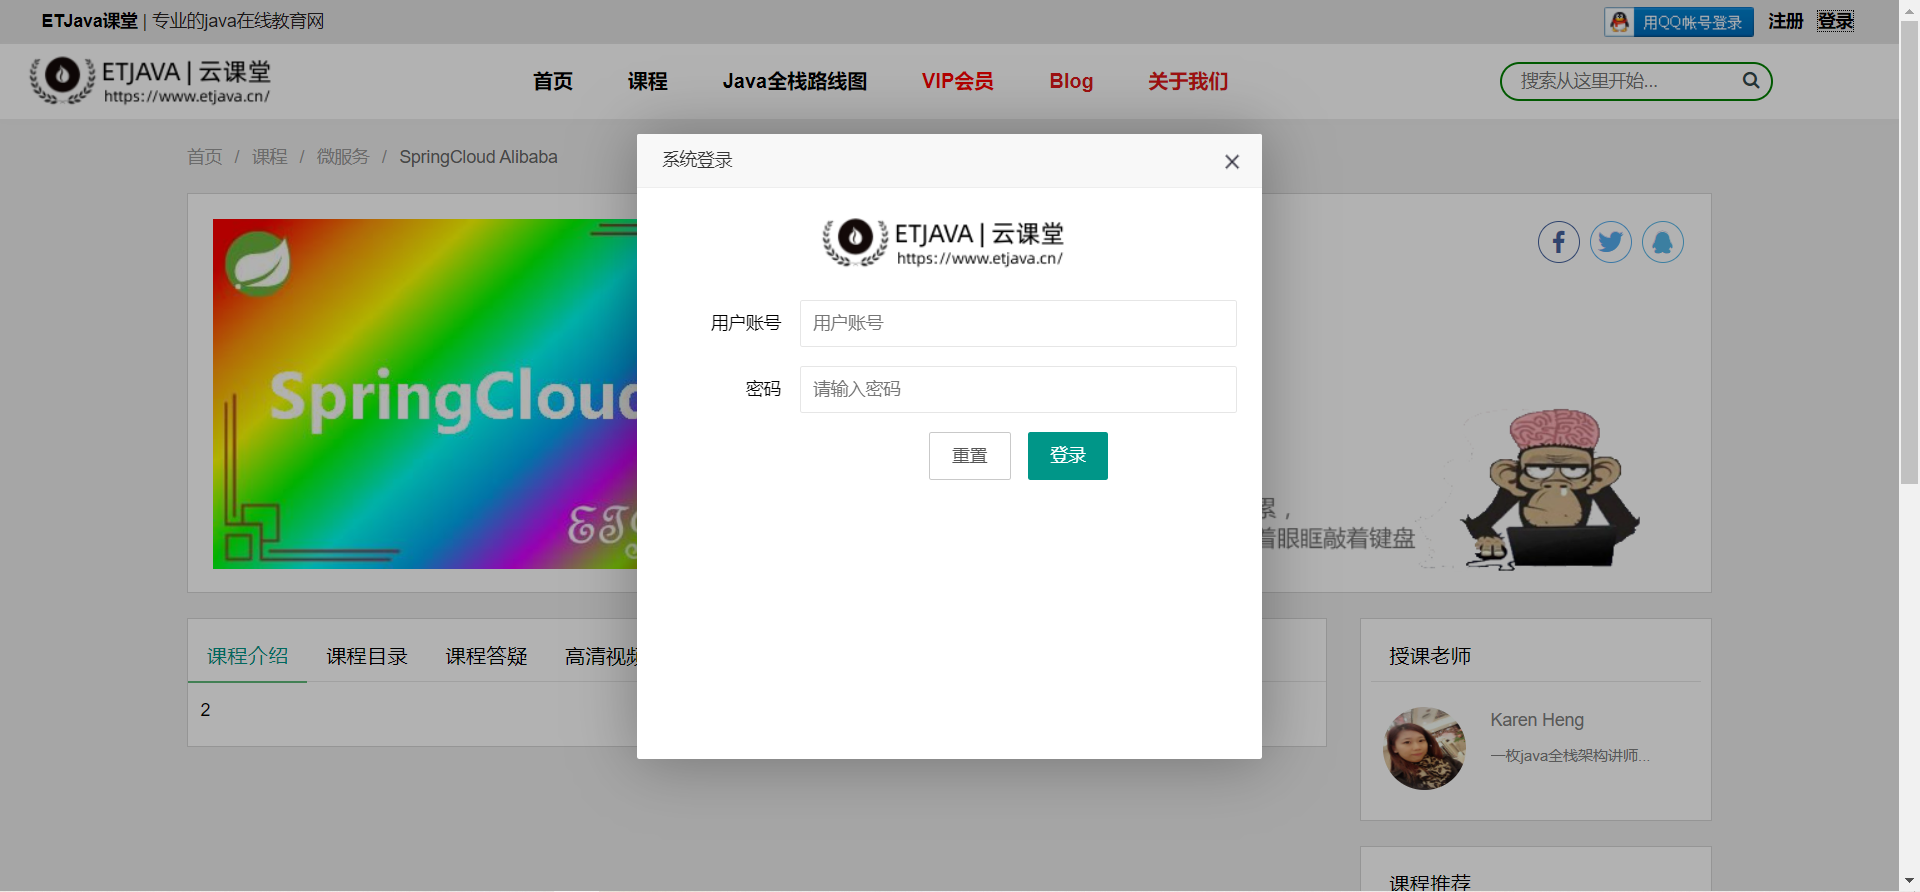 ETJava课堂 | 专业的java在线教育网
用QQ帐号登录 注册 登录
ETJAVA | 云课堂
https://www.etjava.cn/
首页 课程 Java全栈路线图 VIP会员 Blog 关于我们
搜索从这里开始...
首页 / 课程 / 微服务 / SpringCloud Alibaba
系统登录
ETJAVA | 云课堂
https://www.etjava.cn/
用户账号 用户账号
密码 请输入密码
重置 登录
SpringCloud
累，
着眼眶敲着键盘
课程介绍 课程目录 课程答疑 高清视频
2
授课老师
Karen Heng
一枚java全栈架构讲师...
课程推荐